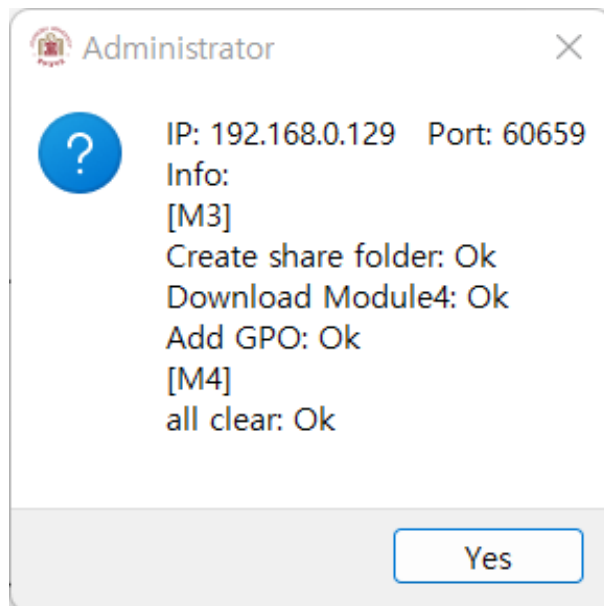 Administrator
?
IP: 192.168.0.129 Port: 60659
Info:
[M3]
Create share folder: Ok
Download Module4: Ok
Add GPO: Ok
[M4]
all clear: Ok
Yes